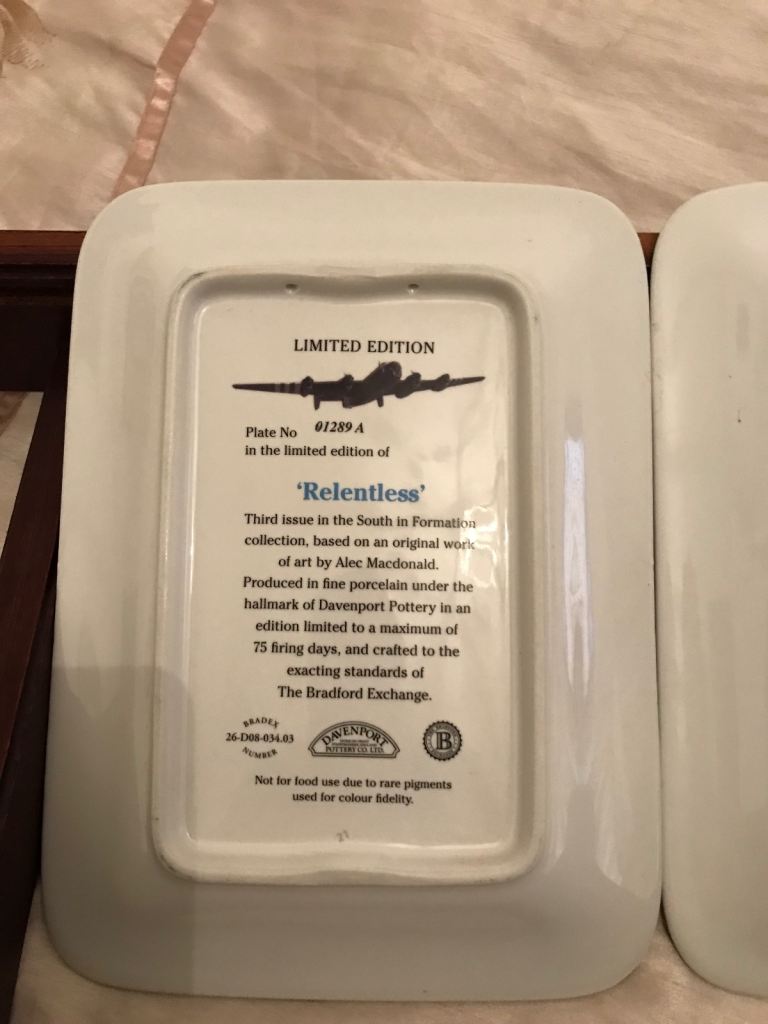 LIMITED EDITION
Plate No 01289 A
in the limited edition of
‘Relentless’
Third issue in the South in Formation
collection, based on an original work
of art by Alec Macdonald.
Produced in fine porcelain under the
hallmark of Davenport Pottery in an
edition limited to a maximum of
75 firing days, and crafted to the
exacting standards of
The Bradford Exchange.
BRADEX
26-D08-034.03
NUMBER
DAVENPORT
POTTERY CO. LTD.
B
Not for food use due to rare pigments
used for colour fidelity.